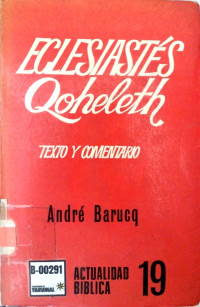 ECLESIASTÉS
Qoheleth
TEXTO Y COMENTARIO
André Barucq
B-00291
ACTUALIDAD
BIBLICA
19